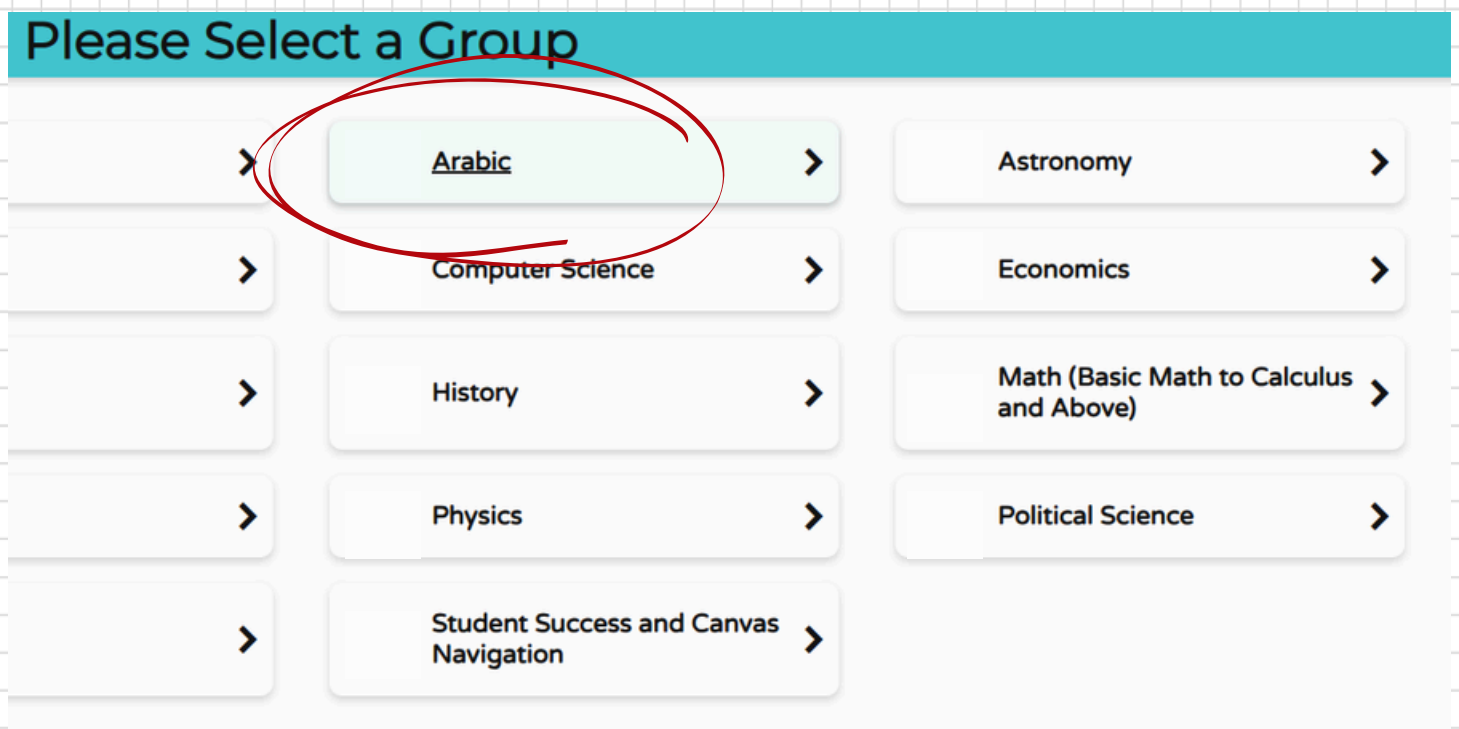 Please Select a Group
Arabic
Astronomy
Computer Science
Economics
History
Math (Basic Math to Calculus
and Above)
Physics
Political Science
Student Success and Canvas
Navigation